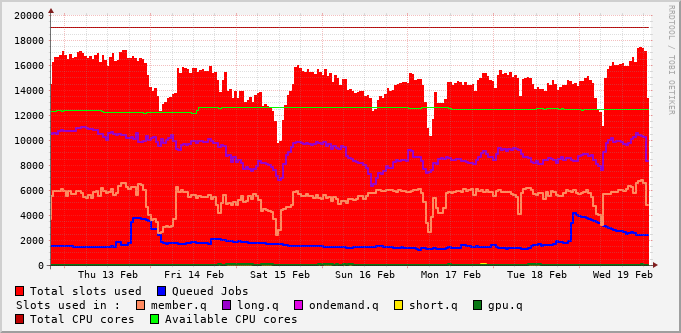 20000
18000
16000
14000
12000
10000
8000
6000
4000
2000
0
Thu 13 Feb Fri 14 Feb Sat 15 Feb Sun 16 Feb Mon 17 Feb Tue 18 Feb Wed 19 Feb
Total slots used Queued Jobs
Slots used in : member.q long.q ondemand.q short.q gpu.q
Total CPU cores Available CPU cores
RRDTOOL / TOBI OETIKER